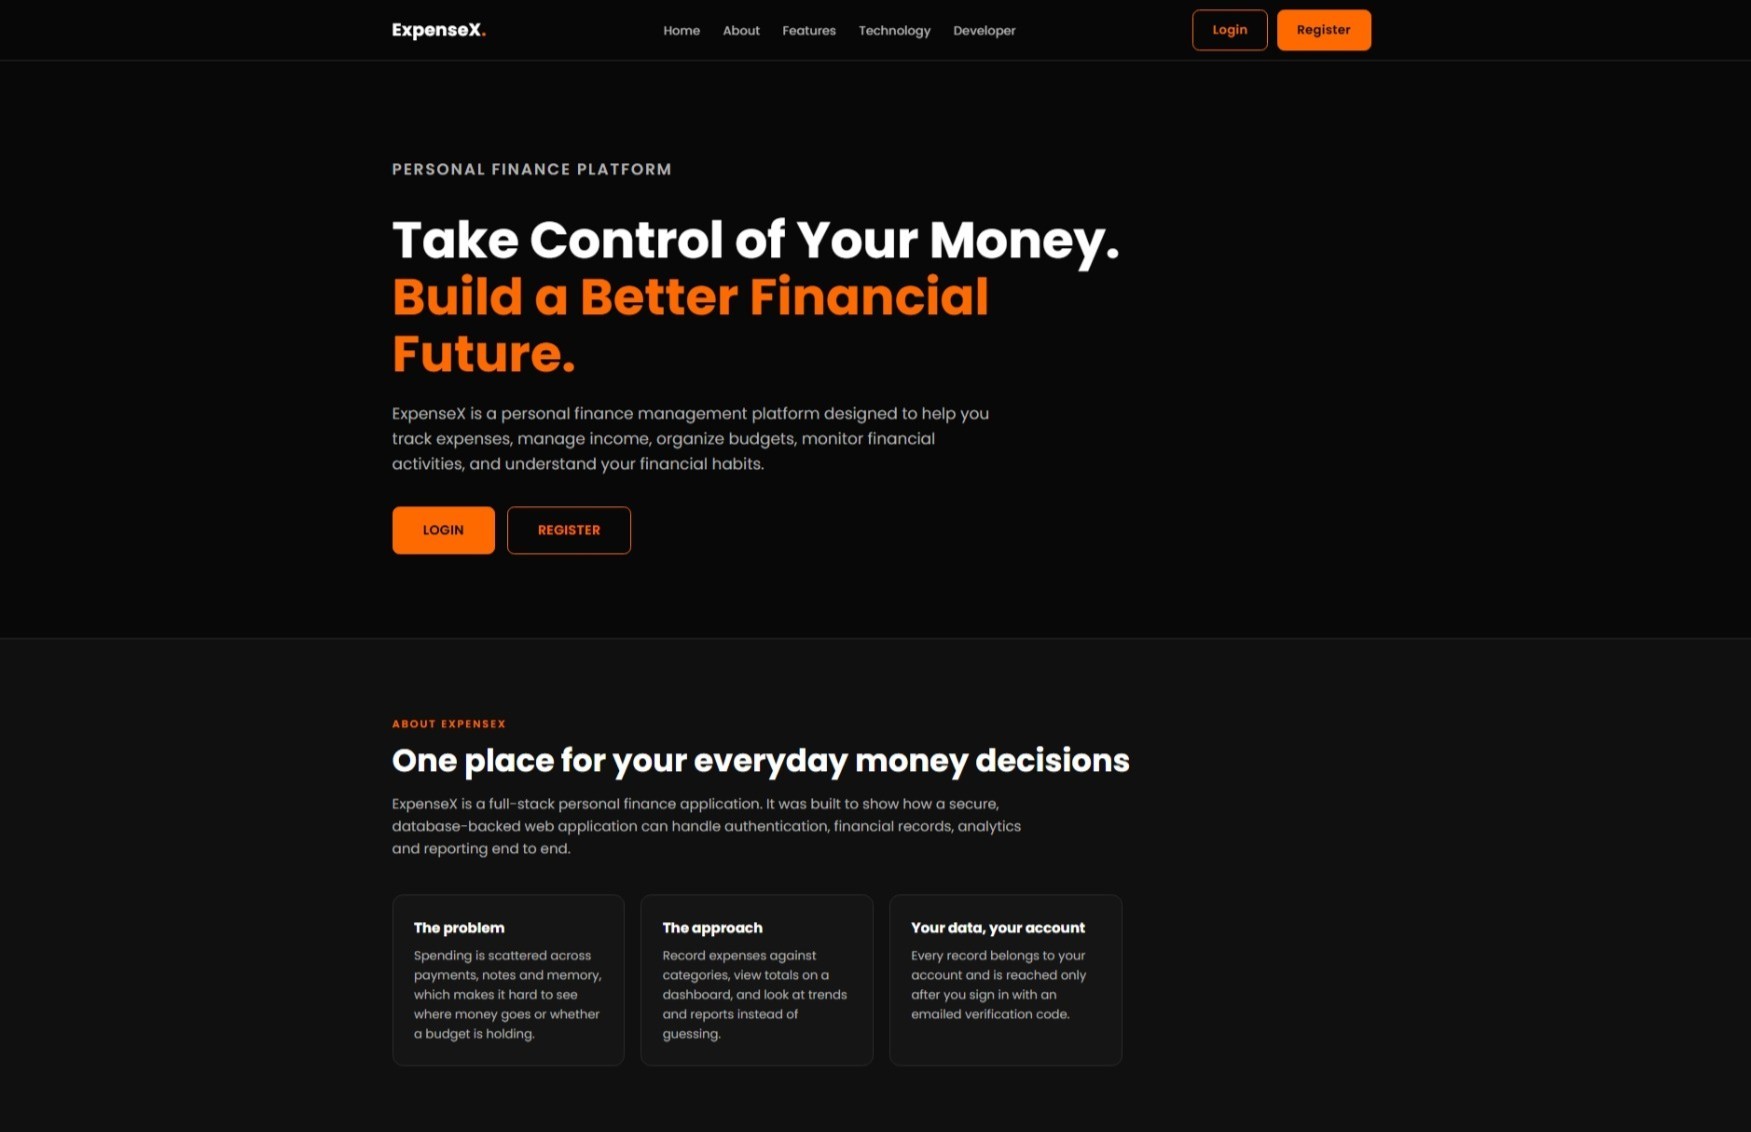 ExpenseX.
Home About Features Technology Developer
Login Register
PERSONAL FINANCE PLATFORM
Take Control of Your Money.
Build a Better Financial
Future.
ExpenseX is a personal finance management platform designed to help you
track expenses, manage income, organize budgets, monitor financial
activities, and understand your financial habits.
LOGIN REGISTER
ABOUT EXPENSEX
One place for your everyday money decisions
ExpenseX is a full-stack personal finance application. It was built to show how a secure,
database-backed web application can handle authentication, financial records, analytics
and reporting end to end.
The problem
Spending is scattered across
payments, notes and memory,
which makes it hard to see
where money goes or whether
a budget is holding.
The approach
Record expenses against
categories, view totals on a
dashboard, and look at trends
and reports instead of
guessing.
Your data, your account
Every record belongs to your
account and is reached only
after you sign in with an
emailed verification code.